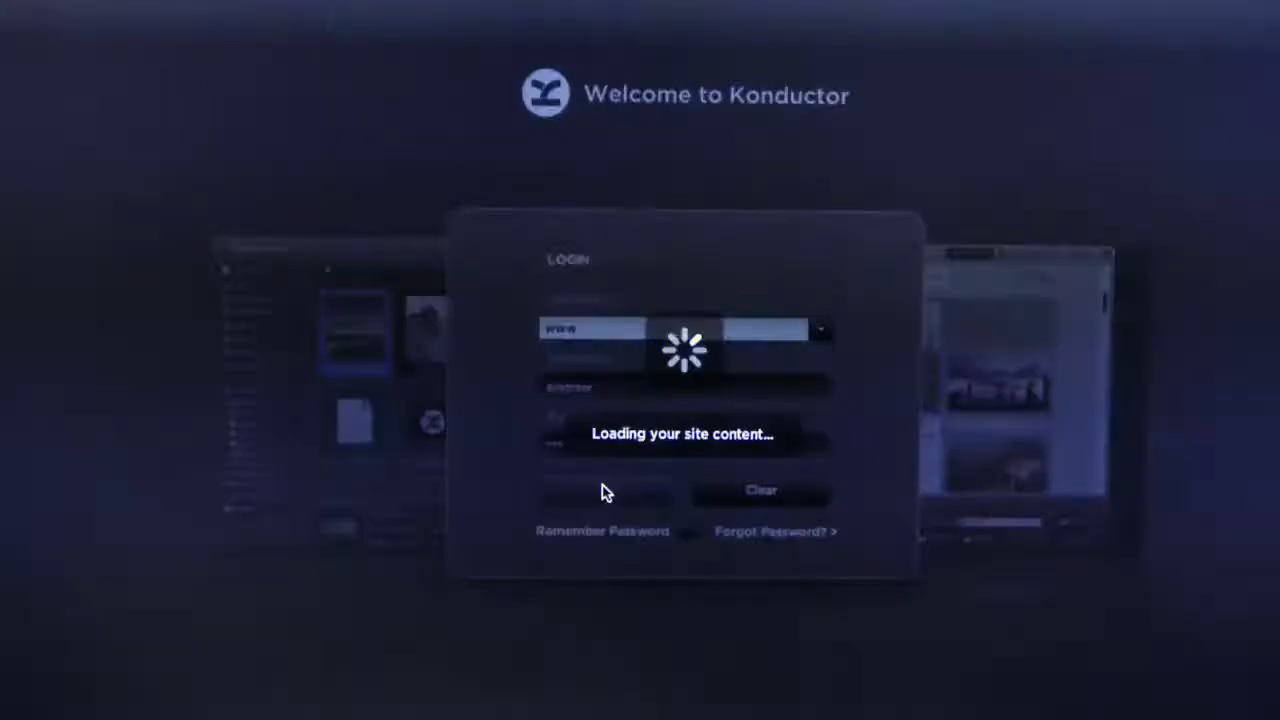 Welcome to Konductor
LOGIN
www
Loading your site content...
Clear
Remember Password
Forgot Password? >